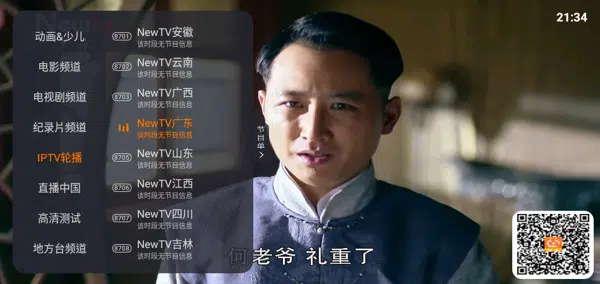 21:34
动画&少儿
电影频道
电视剧频道
纪录片频道
IPTV轮播
直播中国
高清测试
地方台频道
8701 NewTV安徽
该时段无节目信息
8702 NewTV云南
该时段无节目信息
8703 NewTV广西
该时段无节目信息
NewTV广东
该时段无节目信息
8705 NewTV山东
该时段无节目信息
8706 NewTV江西
该时段无节目信息
8707 NewTV四川
该时段无节目信息
8708 NewTV吉林
该时段无节目信息
节目单
何老爷 礼重了